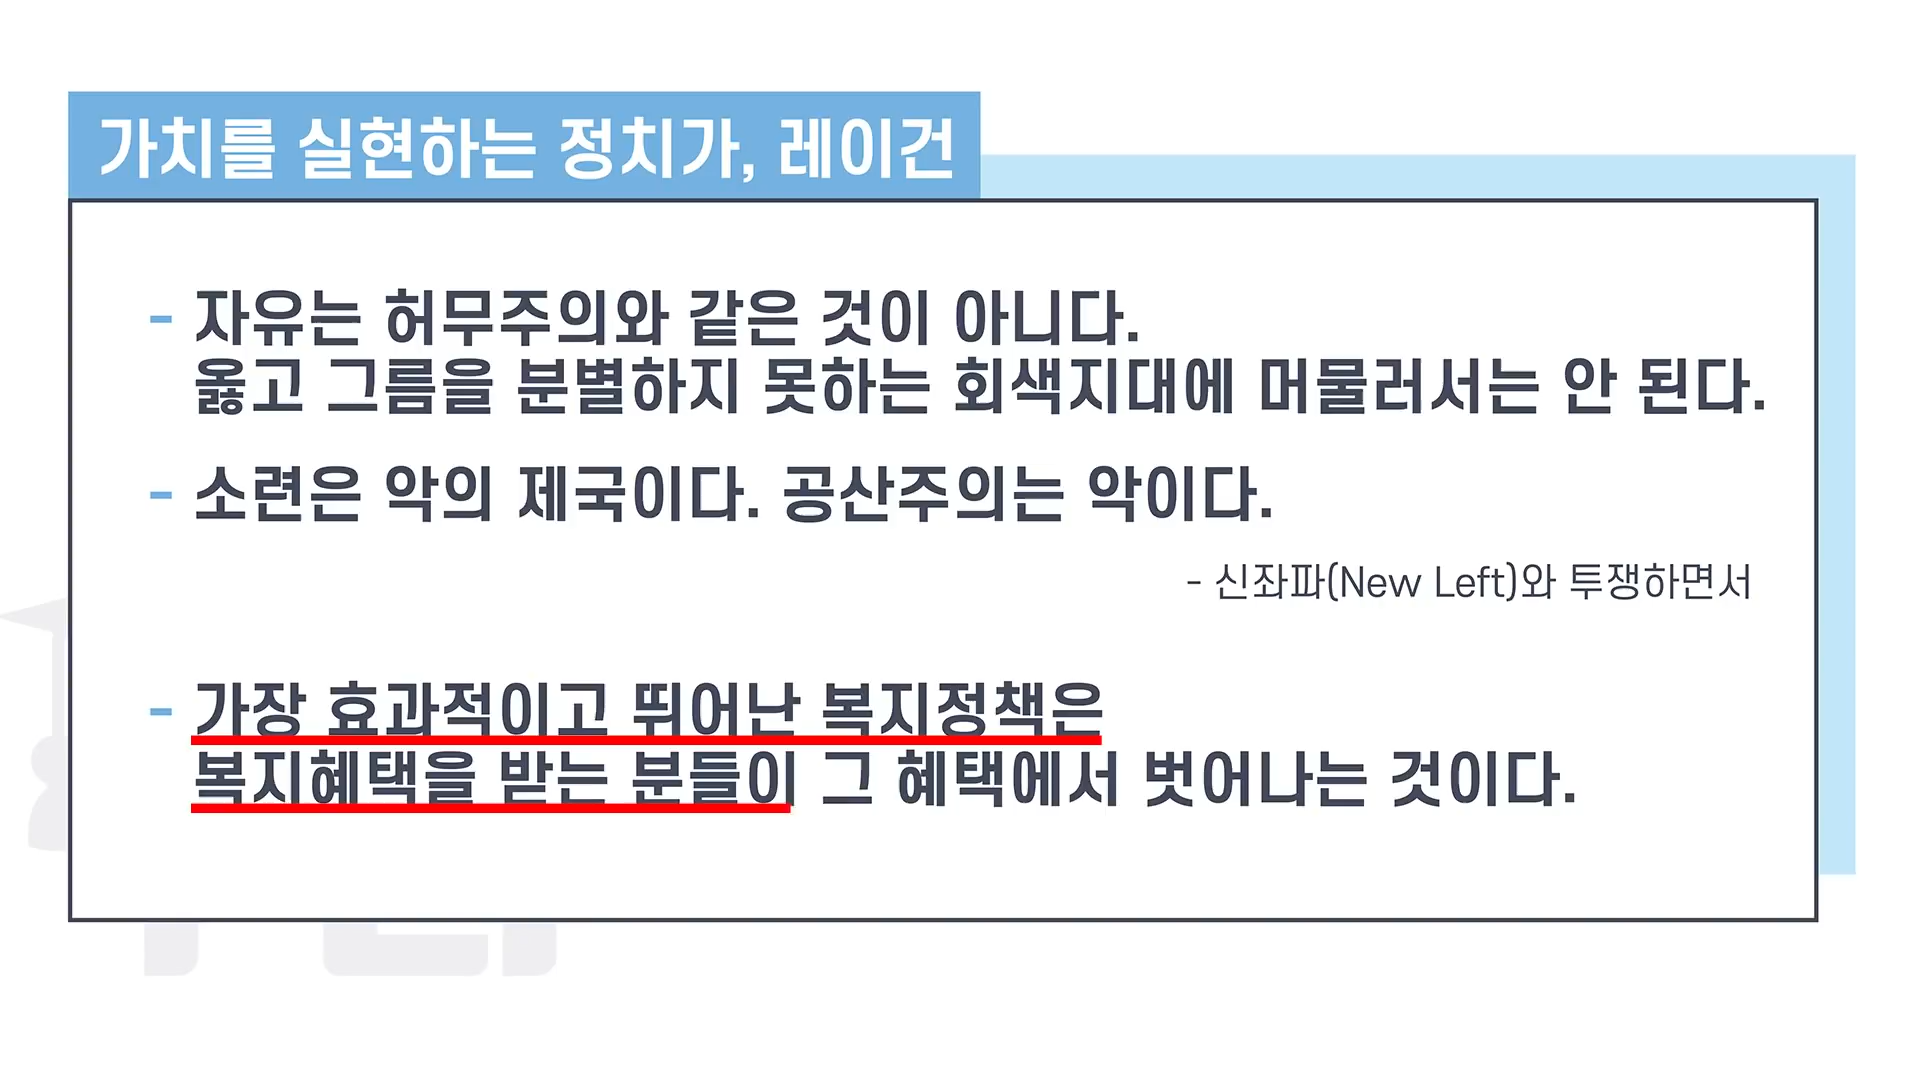 가치를 실현하는 정치가, 레이건
- 자유는 허무주의와 같은 것이 아니다.
옳고 그름을 분별하지 못하는 회색지대에 머물러서는 안 된다.
- 소련은 악의 제국이다. 공산주의는 악이다.
- 신좌파(New Left)와 투쟁하면서
- 가장 효과적이고 뛰어난 복지정책은
복지혜택을 받는 분들이 그 혜택에서 벗어나는 것이다.